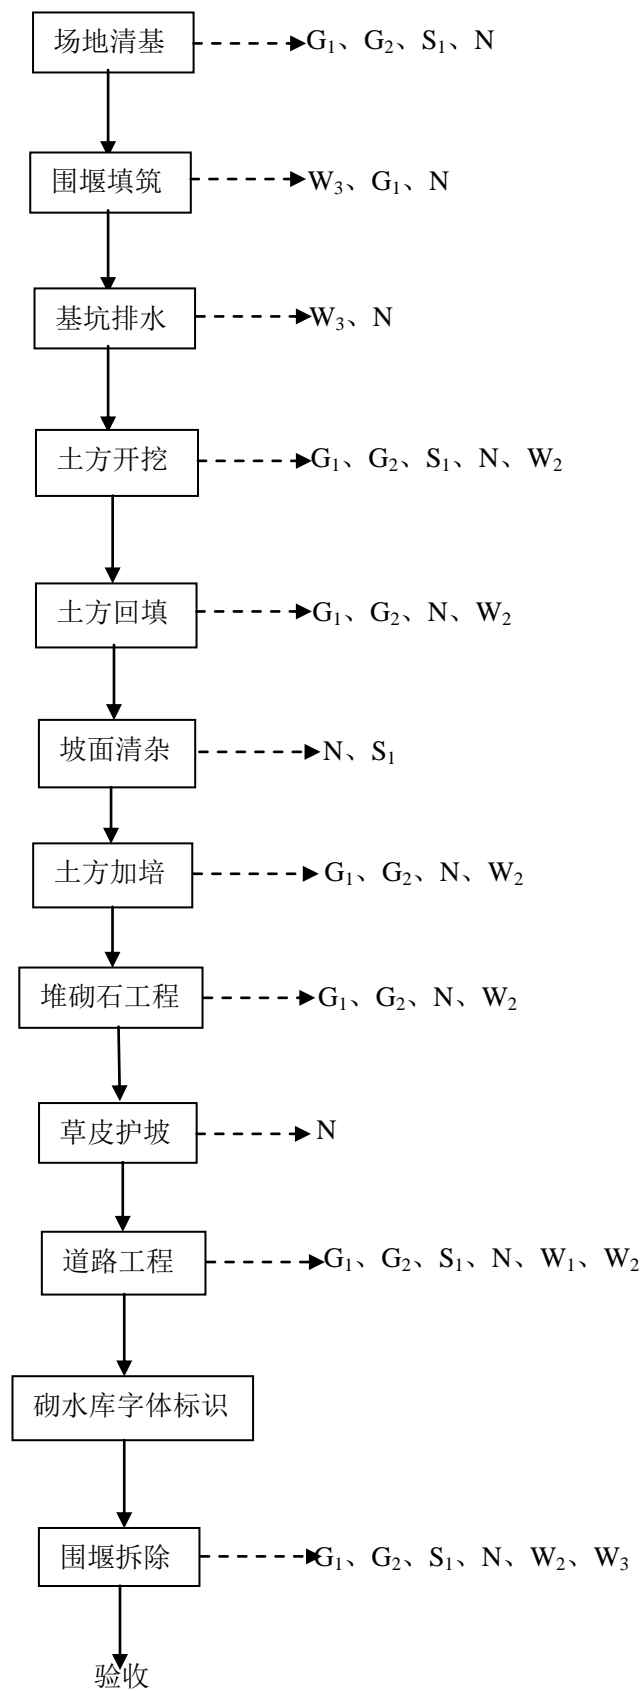 场地清基 G₁、G₂、S₁、N
围堰填筑 W₃、G₁、N
基坑排水 W₃、N
土方开挖 G₁、G₂、S₁、N、W₂
土方回填 G₁、G₂、N、W₂
坡面清杂 N、S₁
土方加培 G₁、G₂、N、W₂
堆砌石工程 G₁、G₂、N、W₂
草皮护坡 N
道路工程 G₁、G₂、S₁、N、W₁、W₂
砌水库字体标识
围堰拆除 G₁、G₂、S₁、N、W₂、W₃
验收